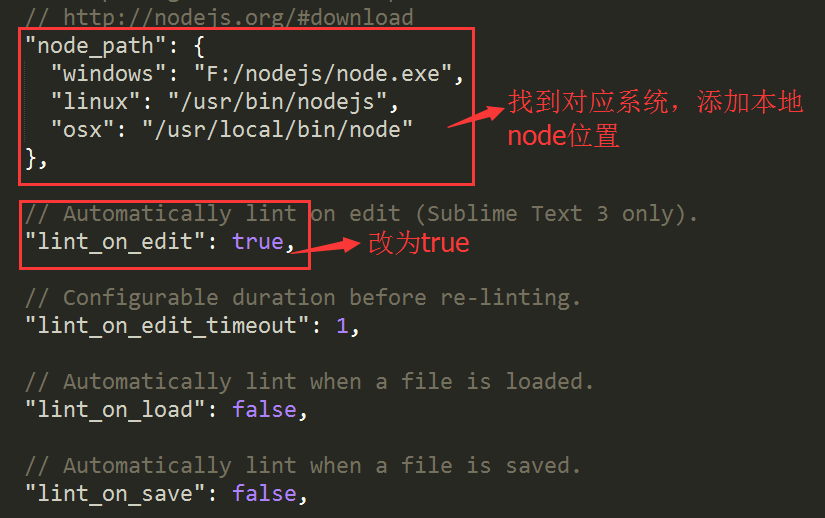 // http://nodejs.org/#download
"node_path": {
"windows": "F:/nodejs/node.exe",
"linux": "/usr/bin/nodejs",
"osx": "/usr/local/bin/node"
},
找到对应系统，添加本地
node位置
// Automatically lint on edit (Sublime Text 3 only).
"lint_on_edit": true,
改为true
// Configurable duration before re-linting.
"lint_on_edit_timeout": 1,
// Automatically lint when a file is loaded.
"lint_on_load": false,
// Automatically lint when a file is saved.
"lint_on_save": false,